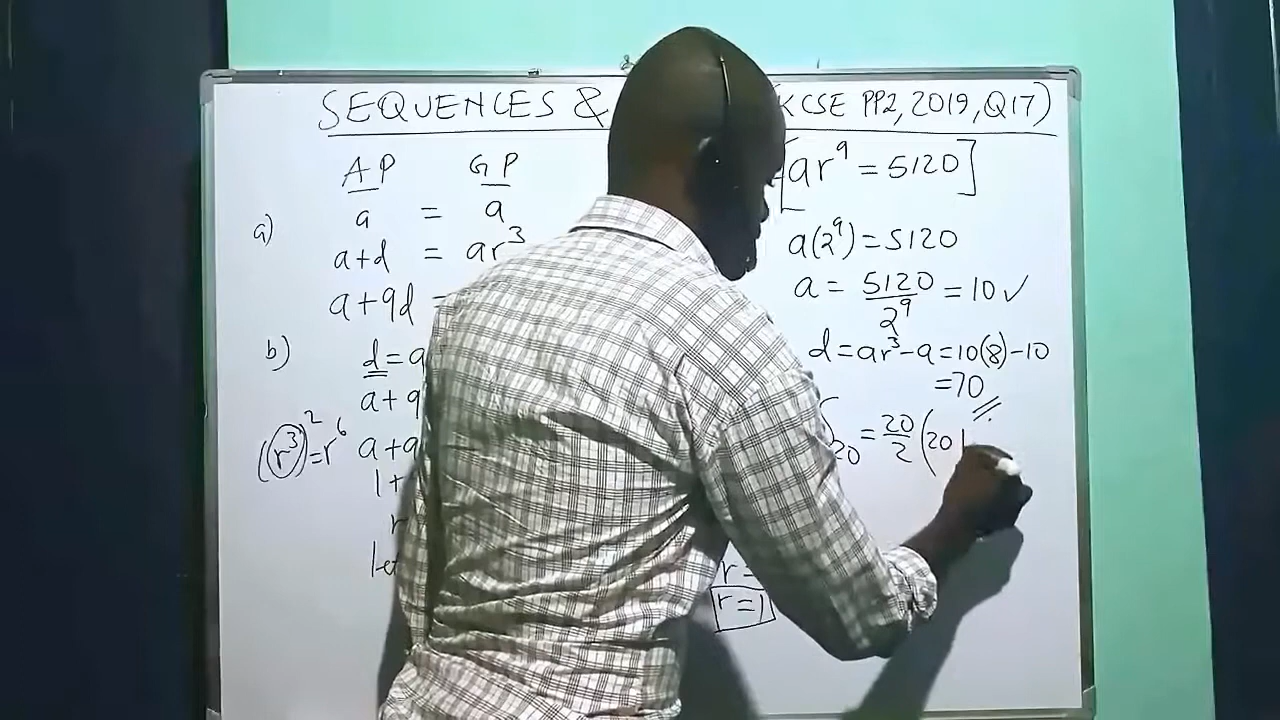 SEQUENCES & KCSE PP2, 2019, Q17)
AP GP
a) a = a
a+d = ar³
a+9d =
b) d = a
a+9
(r³)² = r⁶ a+a
1+
r
Let
[ar⁹ = 5120]
a(2⁹) = 5120
a = 5120/2⁹ = 10 ✓
d = ar³ - a = 10(8) - 10
= 70
S₂₀ = 20/2 (20
r =
r = 1